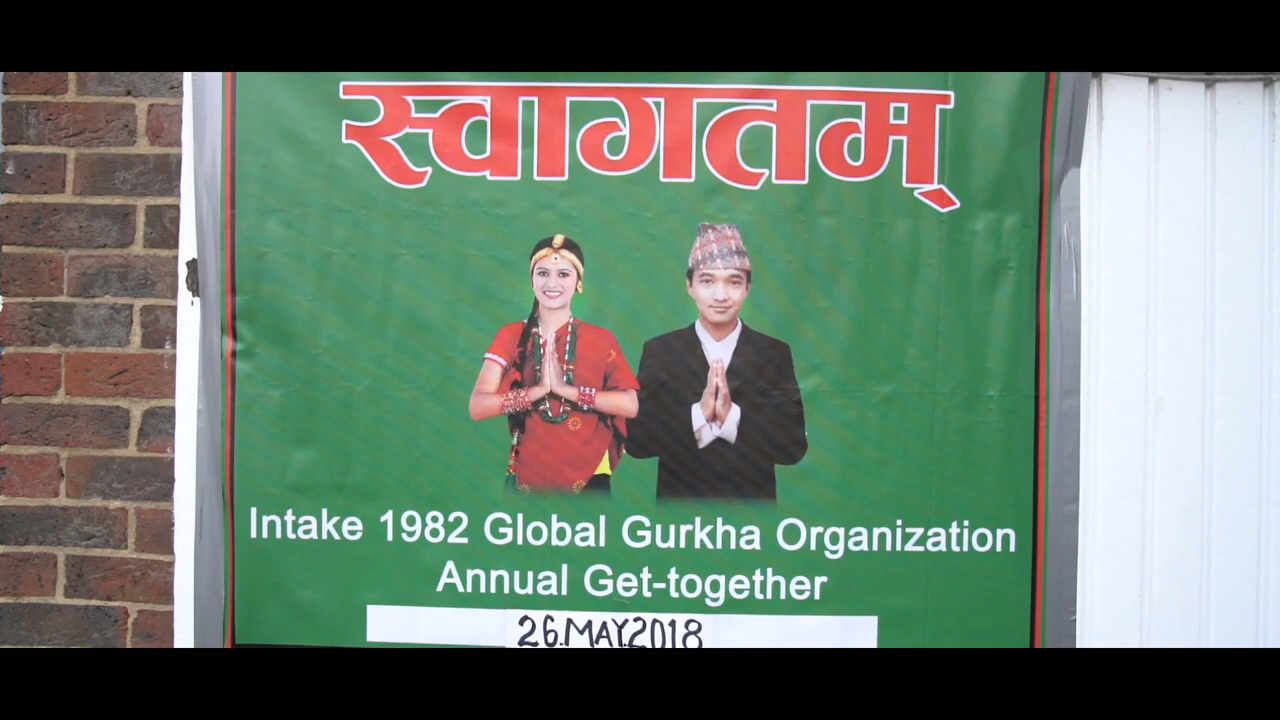 स्वागतम्
Intake 1982 Global Gurkha Organization
Annual Get-together
26.MAY.2018